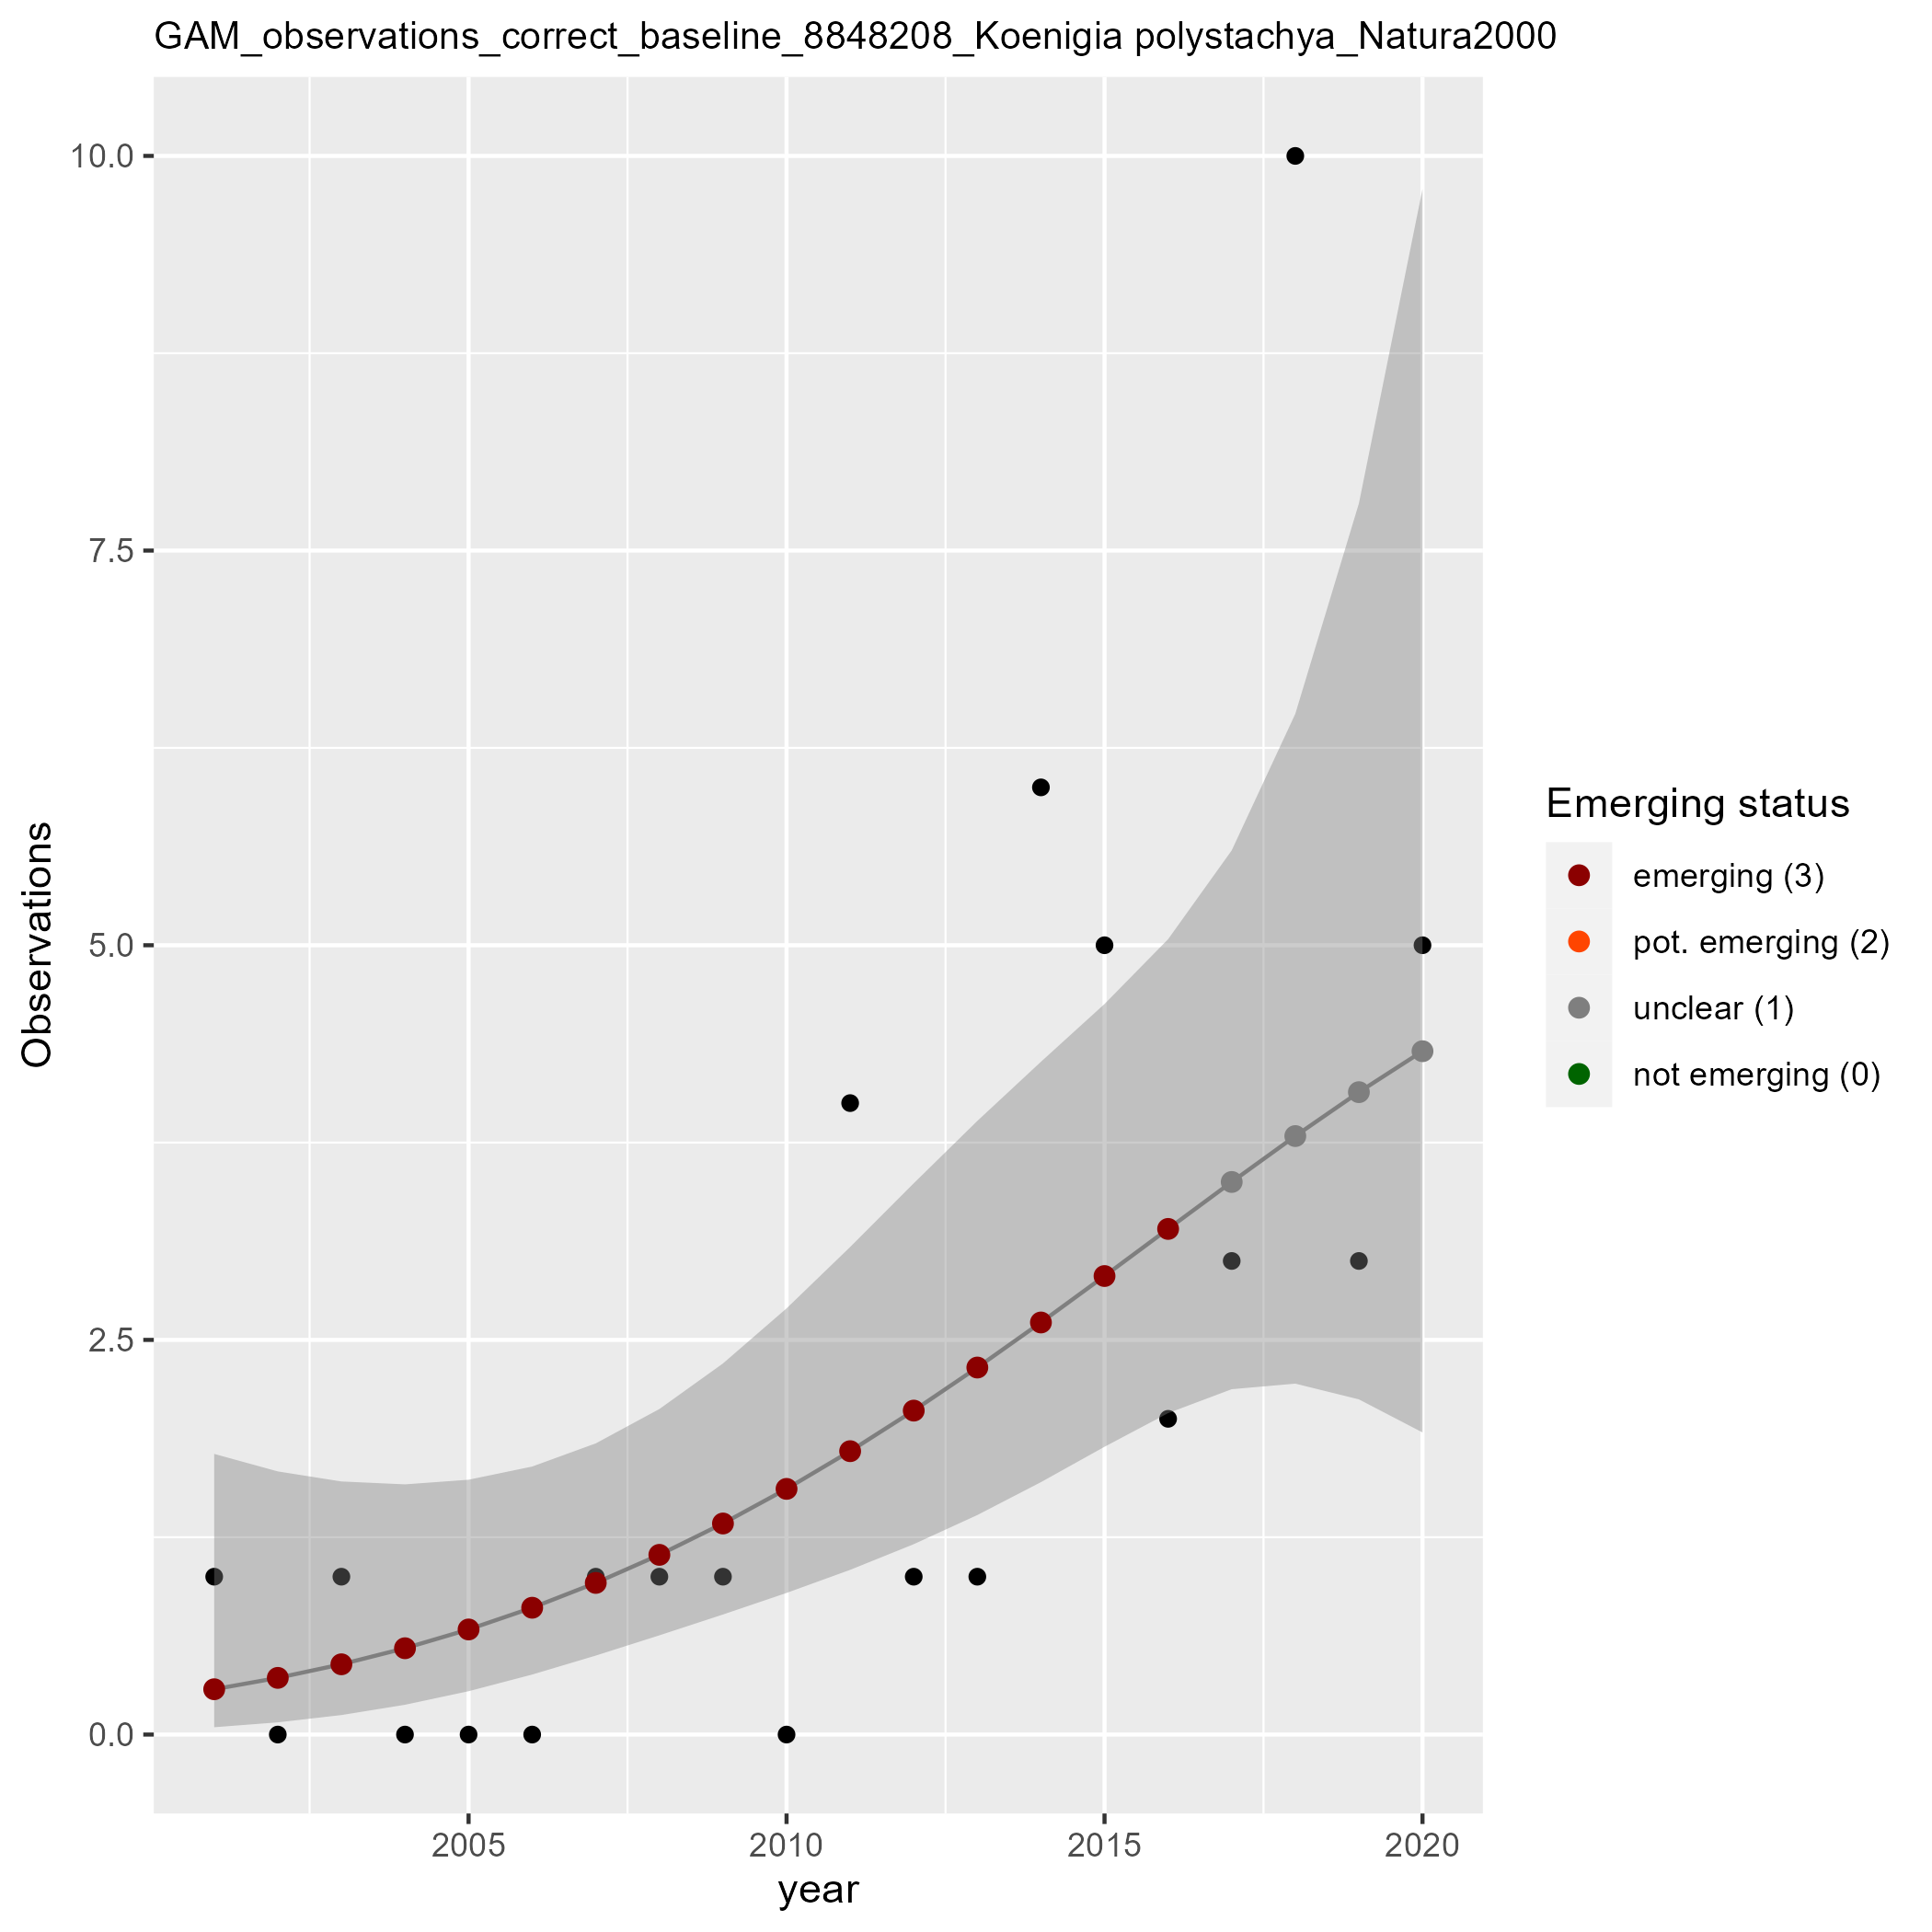 GAM_observations_correct_baseline_8848208_Koenigia polystachya_Natura2000
10.0
7.5
5.0
2.5
0.0
Observations
2005
2010
2015
2020
year
Emerging status
emerging (3)
pot. emerging (2)
unclear (1)
not emerging (0)